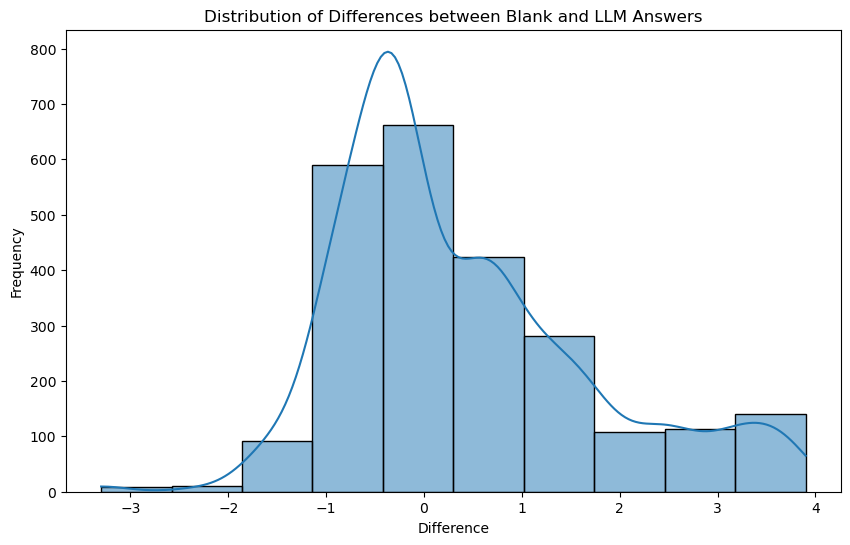 Distribution of Differences between Blank and LLM Answers
800
700
600
500
400
300
200
100
0
Frequency
−3 −2 −1 0 1 2 3 4
Difference